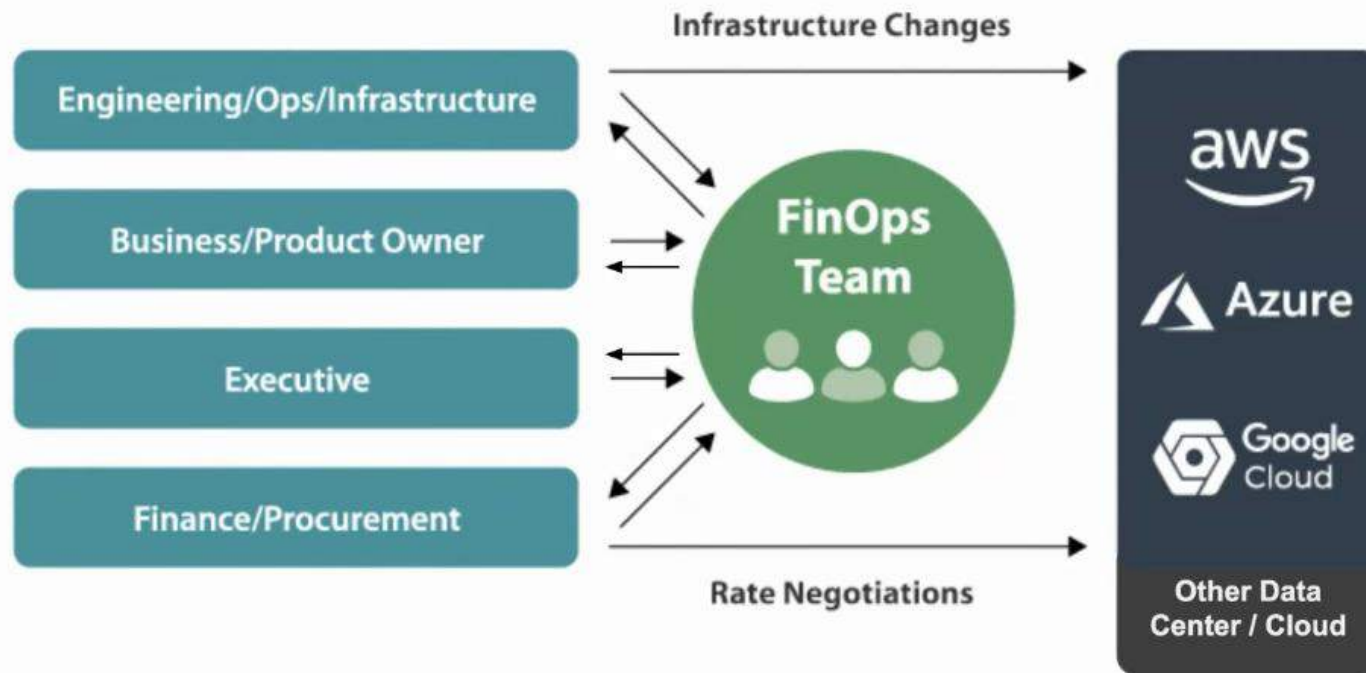 Infrastructure Changes
Engineering/Ops/Infrastructure
Business/Product Owner
Executive
Finance/Procurement
FinOps
Team
Rate Negotiations
aws
Azure
Google
Cloud
Other Data
Center / Cloud